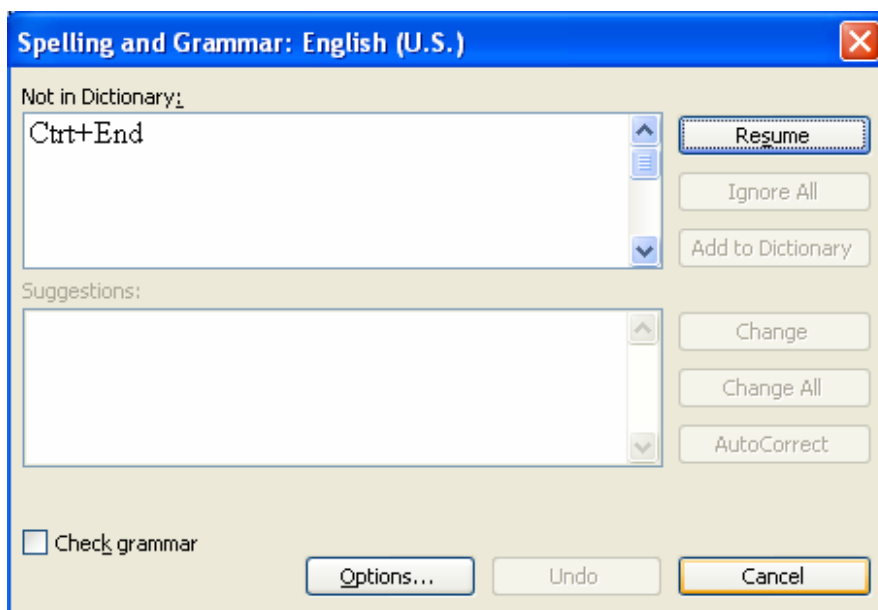 Spelling and Grammar: English (U.S.)
Not in Dictionary:
Ctrt+End
Resume
Ignore All
Add to Dictionary
Suggestions:
Change
Change All
AutoCorrect
Check grammar
Options...
Undo
Cancel